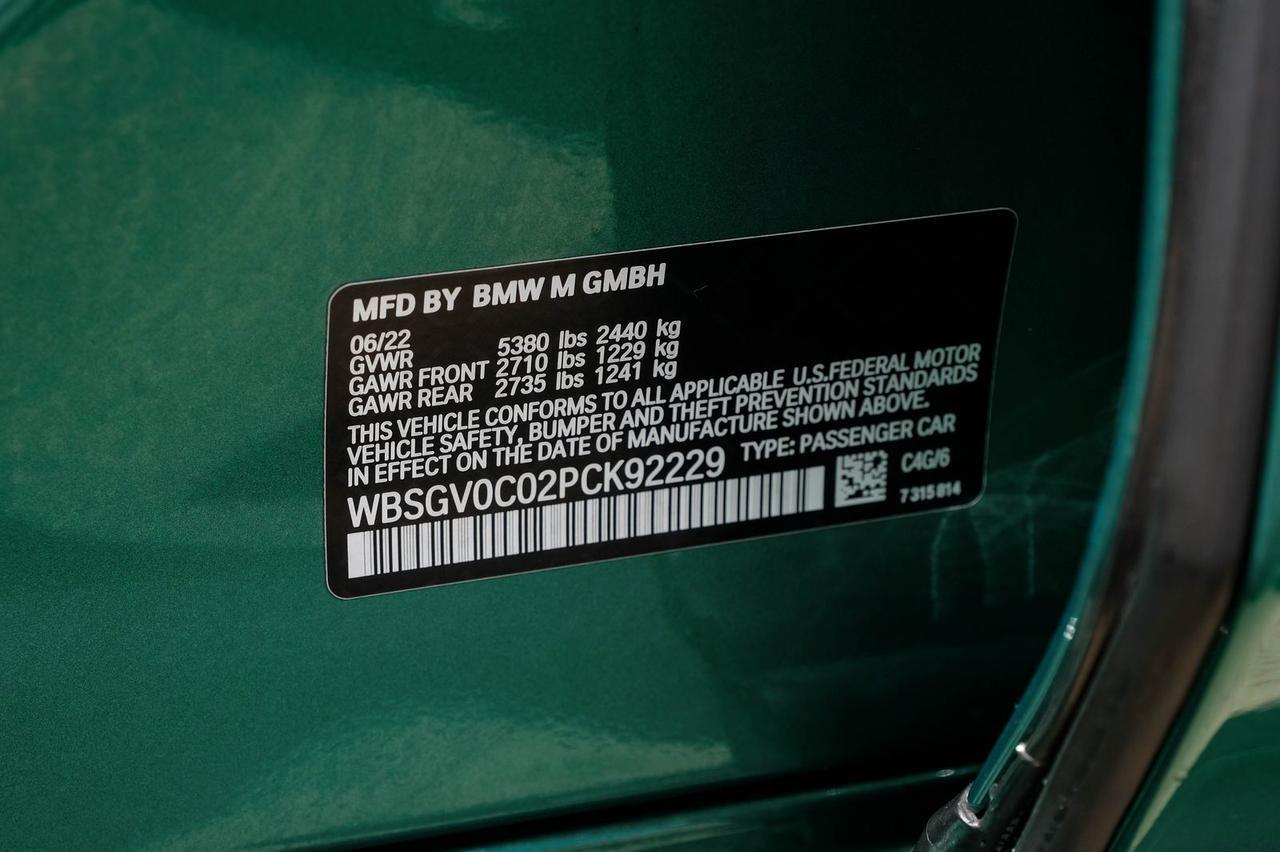 MFD BY BMW M GMBH
06/22
GVWR 5380 lbs 2440 kg
GAWR FRONT 2710 lbs 1229 kg
GAWR REAR 2735 lbs 1241 kg
THIS VEHICLE CONFORMS TO ALL APPLICABLE U.S.FEDERAL MOTOR
VEHICLE SAFETY, BUMPER AND THEFT PREVENTION STANDARDS
IN EFFECT ON THE DATE OF MANUFACTURE SHOWN ABOVE.
WBSGV0C02PCK92229 TYPE: PASSENGER CAR
C4G/6
7 315 814